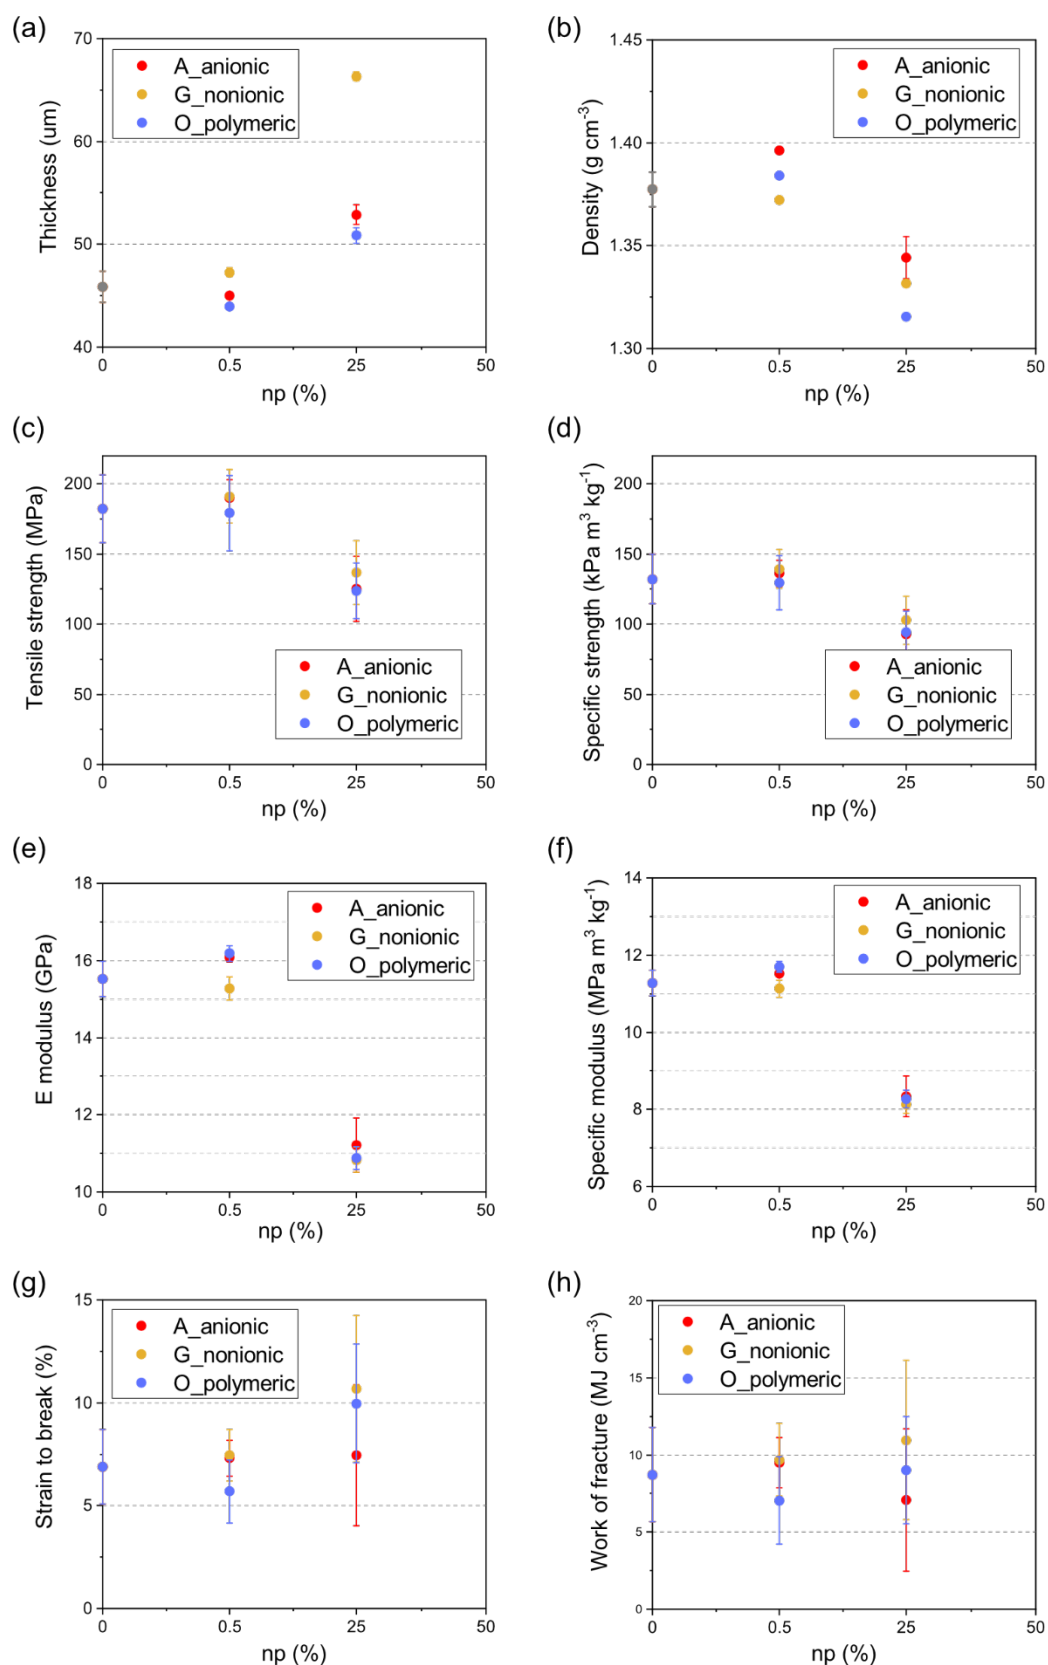 (a)
70
60
50
40
Thickness (um)
A_anionic
G_nonionic
O_polymeric
0
0.5
25
50
np (%)
(b)
1.45
1.40
1.35
1.30
Density (g cm⁻³)
A_anionic
G_nonionic
O_polymeric
0
0.5
25
50
np (%)
(c)
200
150
100
50
0
Tensile strength (MPa)
A_anionic
G_nonionic
O_polymeric
0
0.5
25
50
np (%)
(d)
200
150
100
50
0
Specific strength (kPa m³ kg⁻¹)
A_anionic
G_nonionic
O_polymeric
0
0.5
25
50
np (%)
(e)
18
16
14
12
10
E modulus (GPa)
A_anionic
G_nonionic
O_polymeric
0
0.5
25
50
np (%)
(f)
14
12
10
8
6
Specific modulus (MPa m³ kg⁻¹)
A_anionic
G_nonionic
O_polymeric
0
0.5
25
50
np (%)
(g)
15
10
5
0
Strain to break (%)
A_anionic
G_nonionic
O_polymeric
0
0.5
25
50
np (%)
(h)
20
15
10
5
0
Work of fracture (MJ cm⁻³)
A_anionic
G_nonionic
O_polymeric
0
0.5
25
50
np (%)